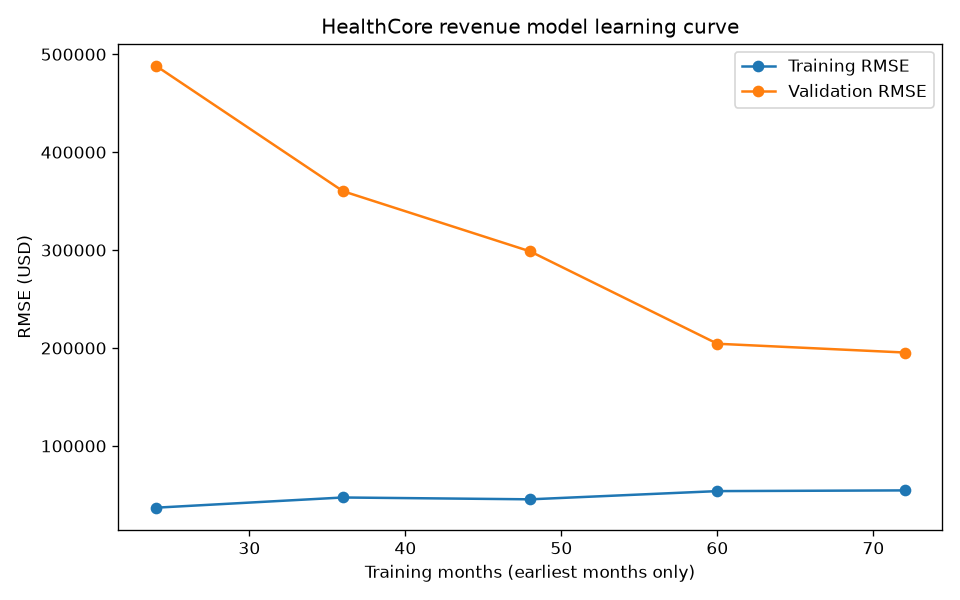 HealthCore revenue model learning curve
Training RMSE
Validation RMSE
500000
400000
300000
200000
100000
RMSE (USD)
30 40 50 60 70
Training months (earliest months only)